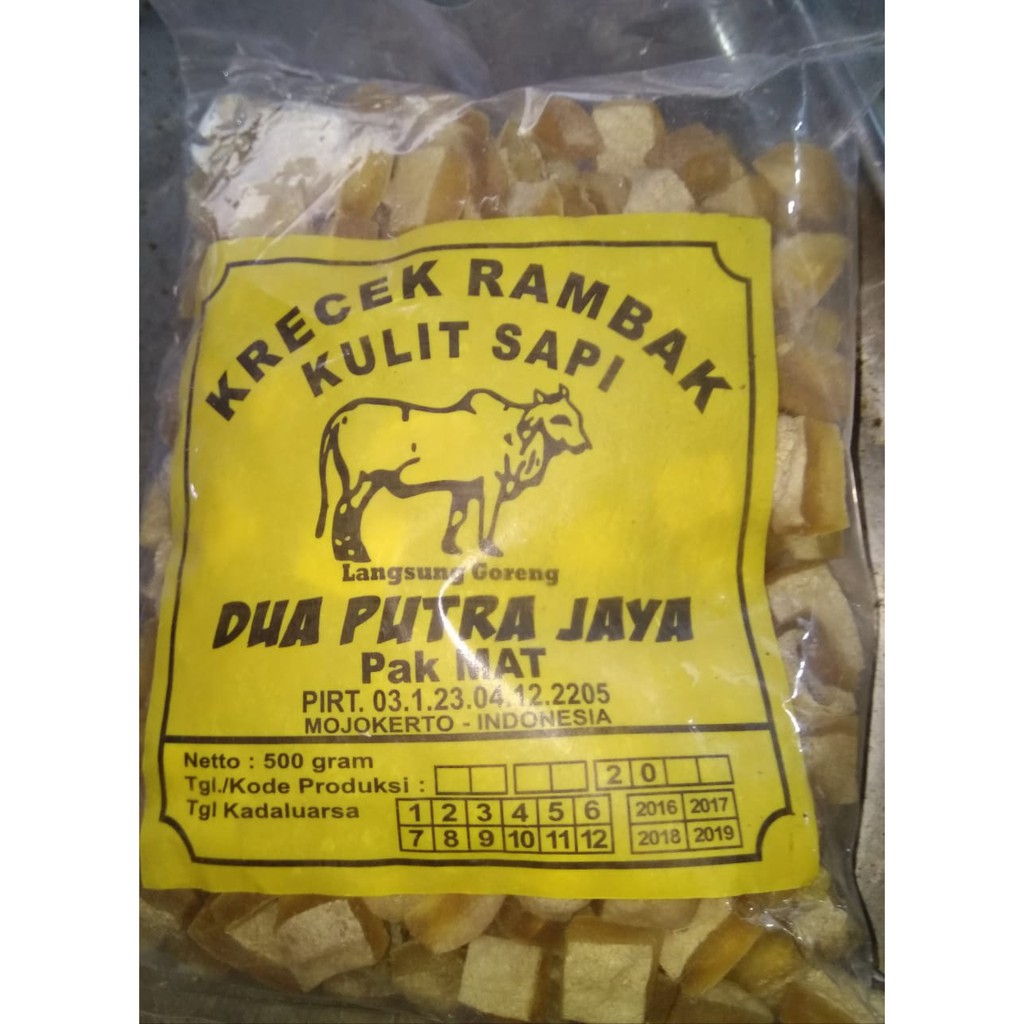 KRECEK RAMBAK
KULIT SAPI
Langsung Goreng
DUA PUTRA JAYA
Pak MAT
PIRT. 03.1.23.04.12.2205
MOJOKERTO - INDONESIA
Netto : 500 gram
Tgl./Kode Produksi : 2 0
Tgl Kadaluarsa 1 2 3 4 5 6 2016 2017
7 8 9 10 11 12 2018 2019